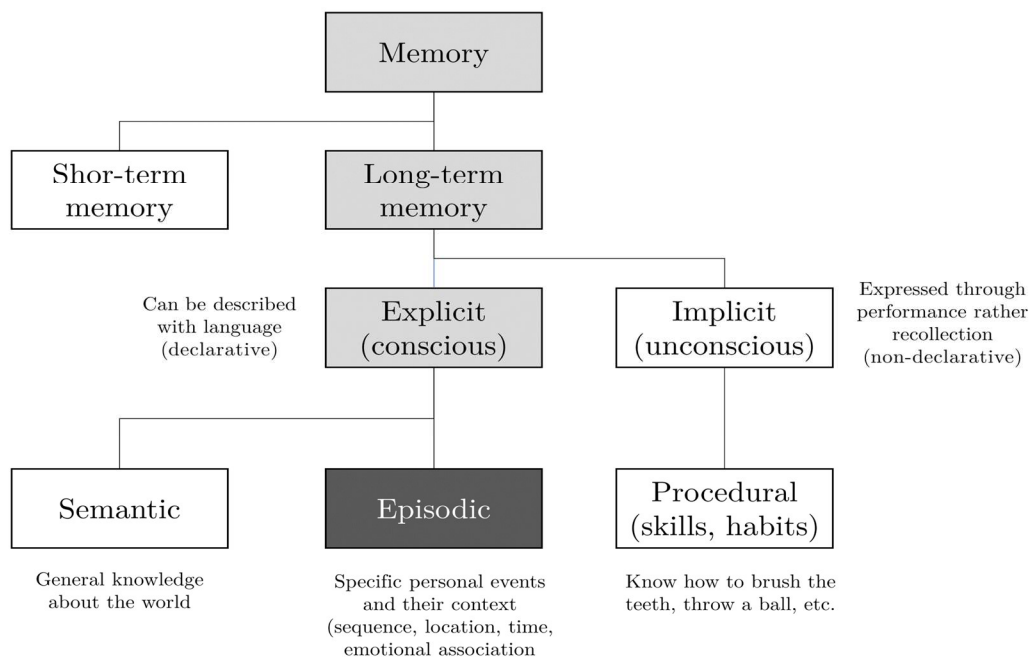 Memory
Shor-term
memory
Long-term
memory
Can be described
with language
(declarative)
Explicit
(conscious)
Implicit
(unconscious)
Expressed through
performance rather
recollection
(non-declarative)
Semantic
Episodic
Procedural
(skills, habits)
General knowledge
about the world
Specific personal events
and their context
(sequence, location, time,
emotional association
Know how to brush the
teeth, throw a ball, etc.